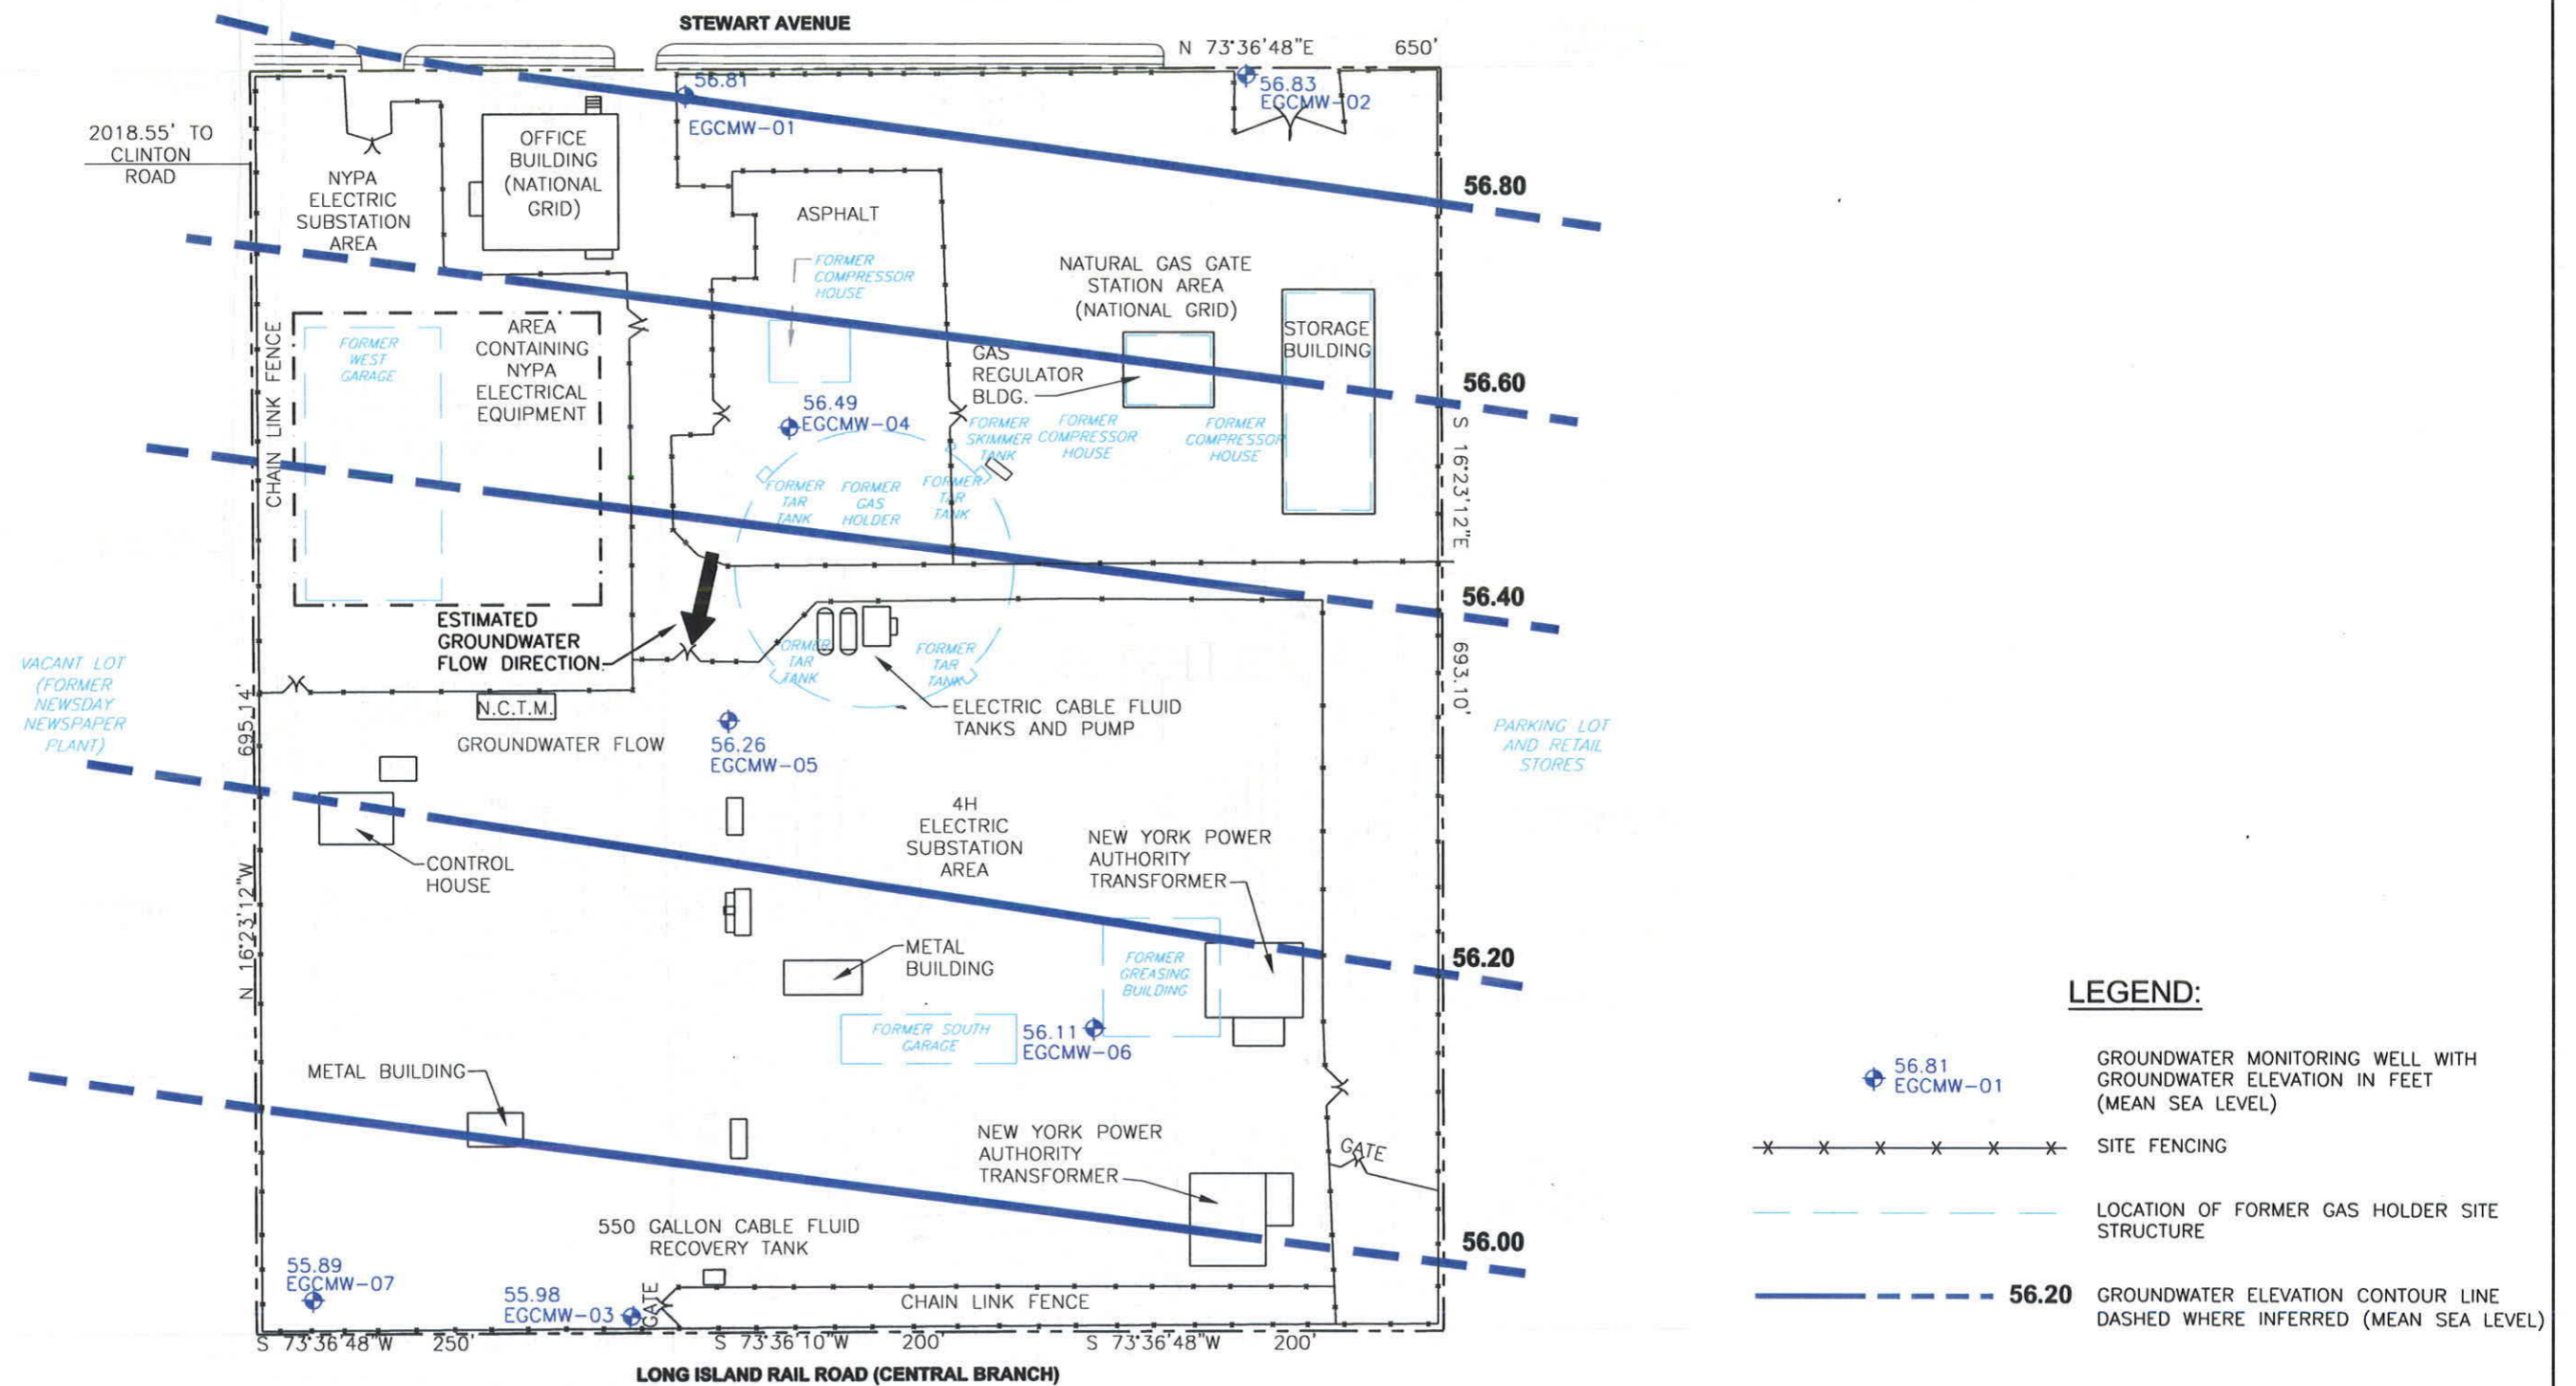 STEWART AVENUE
N 73°36'48"E 650'
56.81
EGCMW-01
56.83
EGCMW-02
2018.55' TO
CLINTON
ROAD
OFFICE
BUILDING
(NATIONAL
GRID)
NYPA
ELECTRIC
SUBSTATION
AREA
ASPHALT
56.80
FORMER
COMPRESSOR
HOUSE
NATURAL GAS GATE
STATION AREA
(NATIONAL GRID)
CHAIN LINK FENCE
FORMER
WEST
GARAGE
AREA
CONTAINING
NYPA
ELECTRICAL
EQUIPMENT
GAS
REGULATOR
BLDG.
STORAGE
BUILDING
56.60
56.49
EGCMW-04
FORMER
SKIMMER
TANK
FORMER
COMPRESSOR
HOUSE
FORMER
COMPRESSOR
HOUSE
S 16°23'12"E
693.10'
FORMER
TAR
TANK
FORMER
GAS
HOLDER
FORMER
TAR
TANK
56.40
ESTIMATED
GROUNDWATER
FLOW DIRECTION
FORMER
TAR
TANK
FORMER
TAR
TANK
VACANT LOT
(FORMER
NEWSDAY
NEWSPAPER
PLANT)
N 16°23'12"W
695.14'
N.C.T.M.
GROUNDWATER FLOW
56.26
EGCMW-05
ELECTRIC CABLE FLUID
TANKS AND PUMP
PARKING LOT
AND RETAIL
STORES
CONTROL
HOUSE
4H
ELECTRIC
SUBSTATION
AREA
NEW YORK POWER
AUTHORITY
TRANSFORMER
56.20
METAL
BUILDING
FORMER
GREASING
BUILDING
FORMER SOUTH
GARAGE
56.11
EGCMW-06
METAL BUILDING
NEW YORK POWER
AUTHORITY
TRANSFORMER
GATE
56.00
550 GALLON CABLE FLUID
RECOVERY TANK
55.89
EGCMW-07
55.98
EGCMW-03
GATE
CHAIN LINK FENCE
S 73°36'48"W 250'
S 73°36'10"W 200'
S 73°36'48"W 200'
LONG ISLAND RAIL ROAD (CENTRAL BRANCH)
LEGEND:
56.81
EGCMW-01
GROUNDWATER MONITORING WELL WITH
GROUNDWATER ELEVATION IN FEET
(MEAN SEA LEVEL)
SITE FENCING
LOCATION OF FORMER GAS HOLDER SITE
STRUCTURE
56.20
GROUNDWATER ELEVATION CONTOUR LINE
DASHED WHERE INFERRED (MEAN SEA LEVEL)